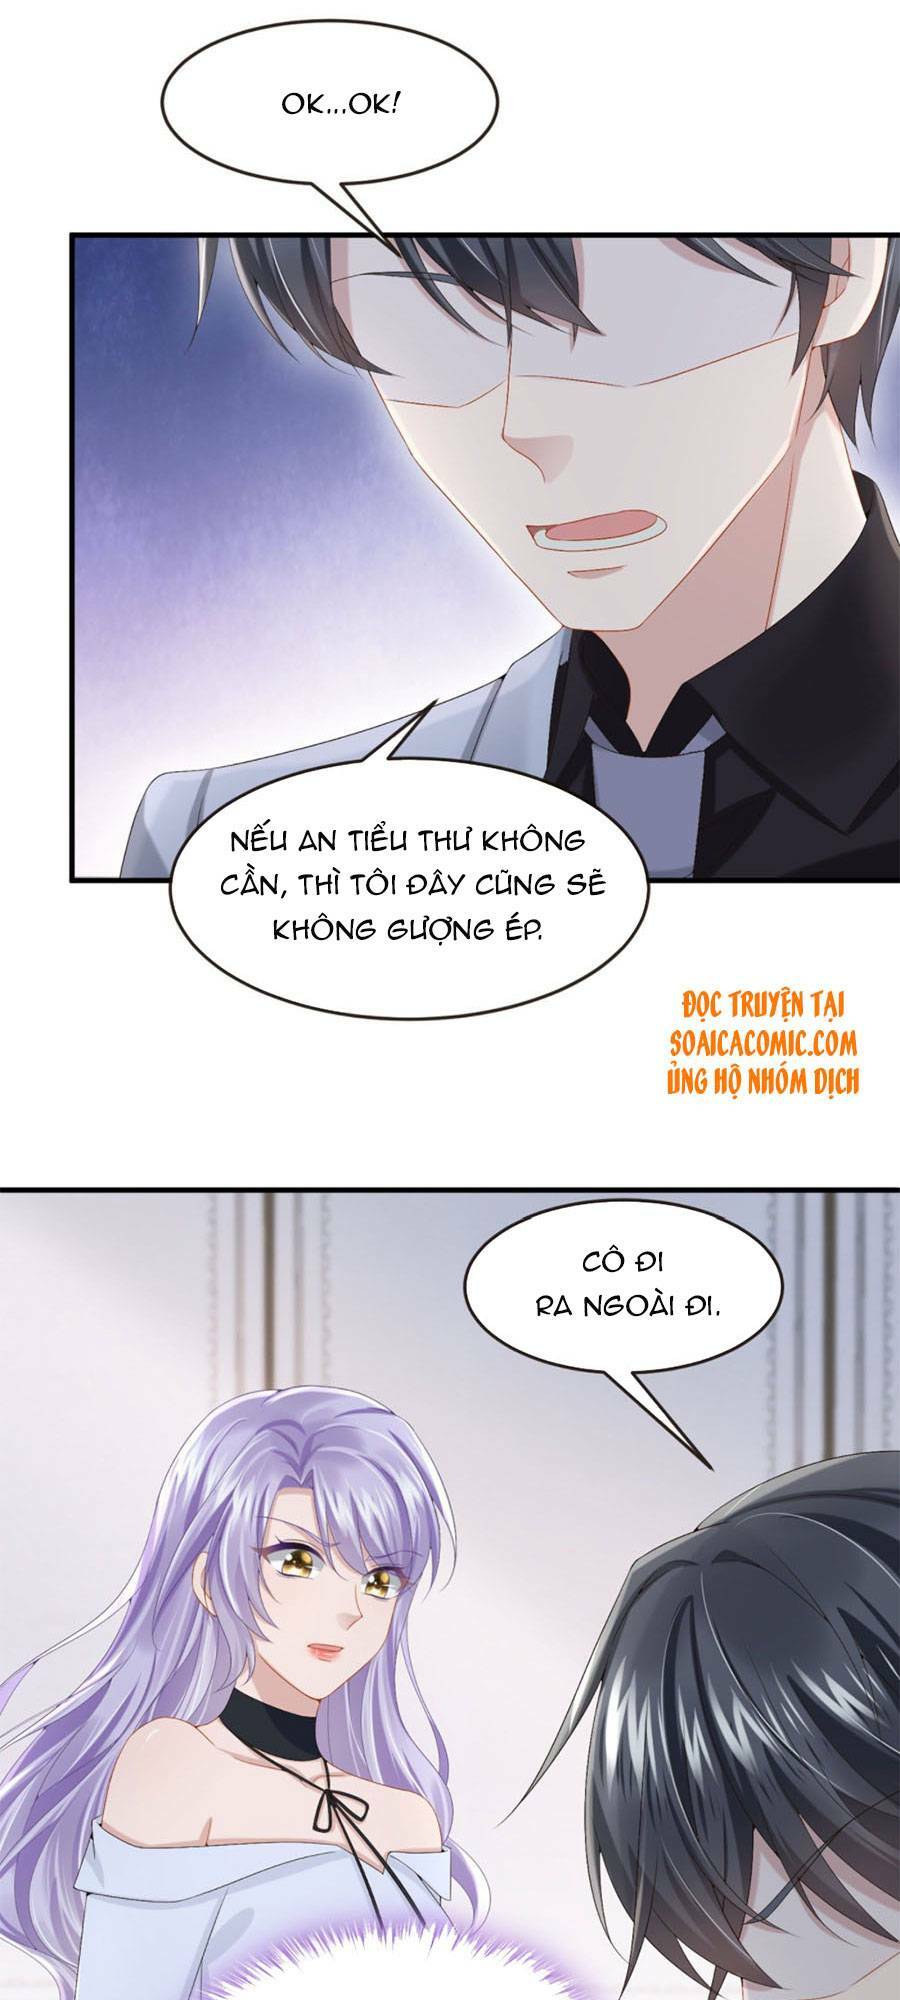 OK...OK!
NẾU AN TIỂU THƯ KHÔNG
CẦN, THÌ TÔI ĐÂY CŨNG SẼ
KHÔNG GƯỢNG ÉP.
ĐỌC TRUYỆN TẠI
SOAICACOMIC.COM
ỦNG HỘ NHÓM DỊCH
CÔ ĐI
RA NGOÀI ĐI.